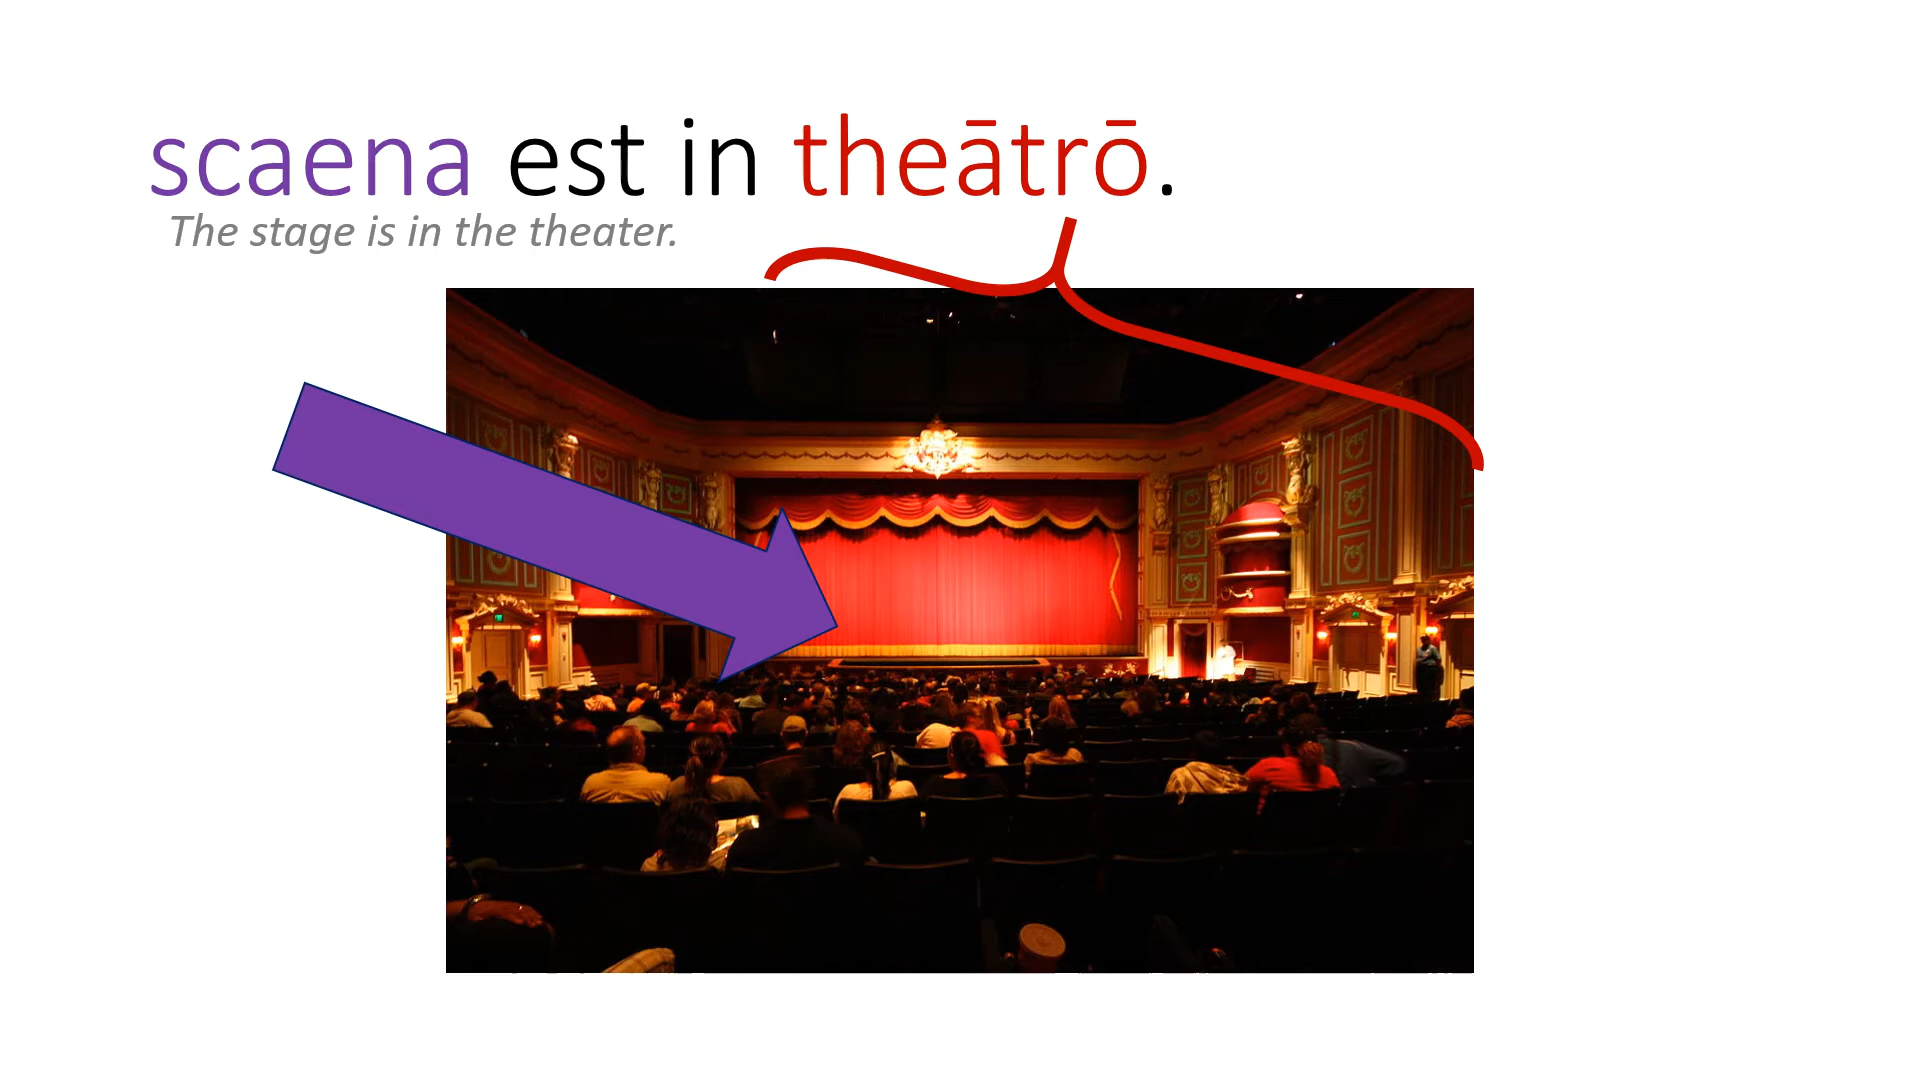 scaena est in theātrō.
The stage is in the theater.